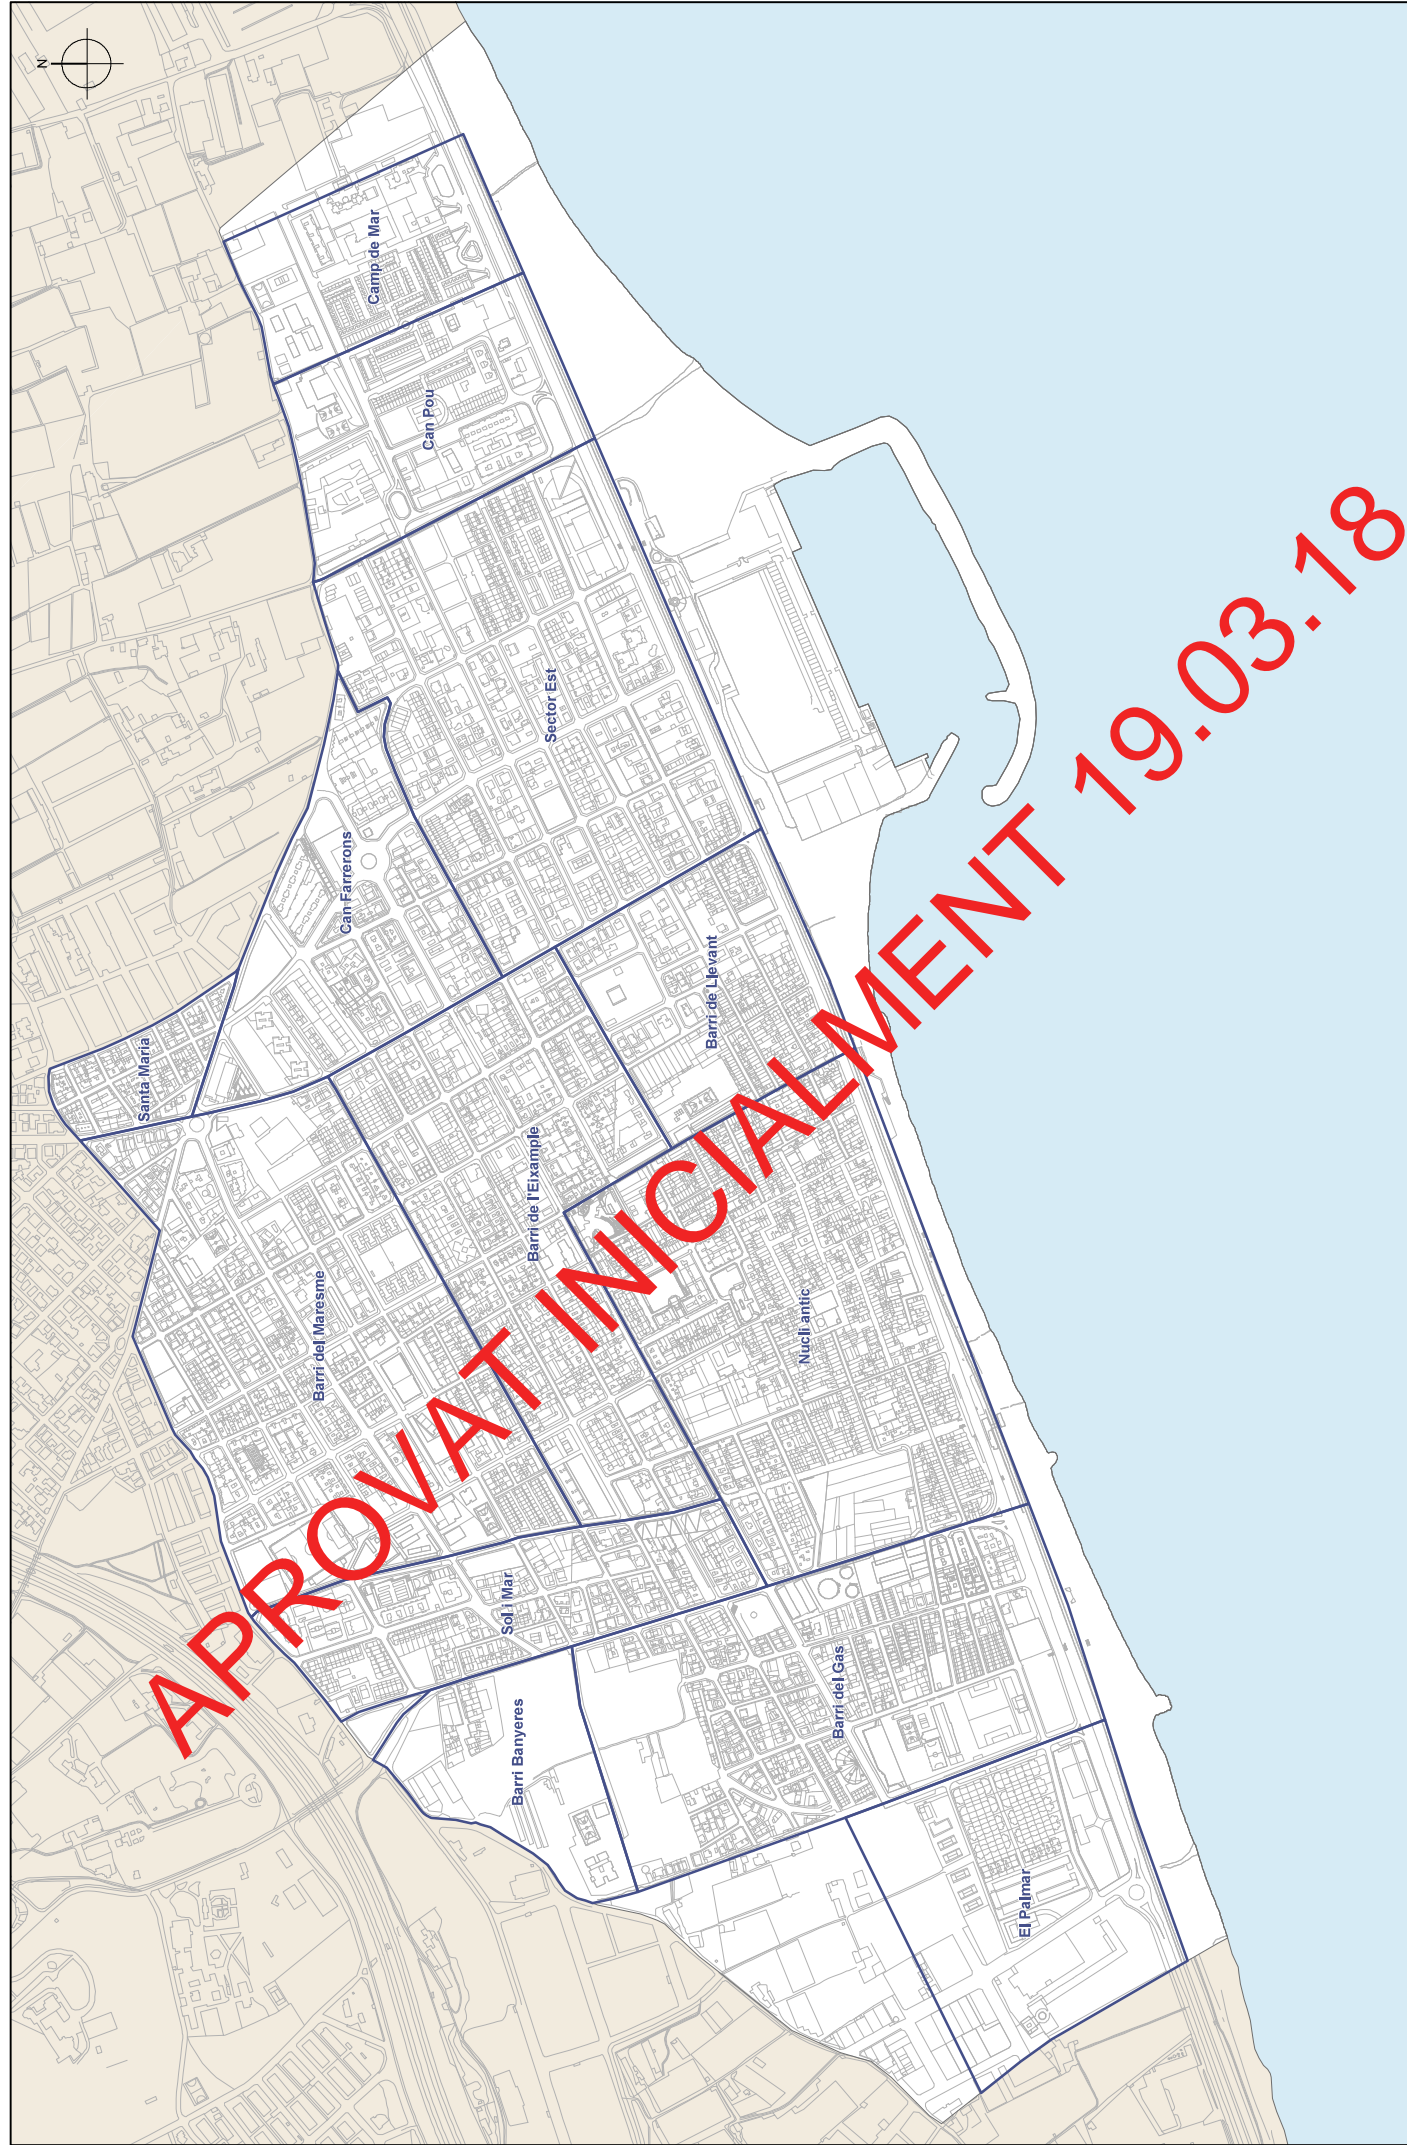 N
Camp de Mar
Can Pou
Sector Est
Can Farrerons
Santa Maria
Barri de Llevant
Barri de l'Eixample
Barri del Maresme
Nucli antic
Sol i Mar
Barri Banyeres
Barri del Gas
El Palmar
APROVAT INICIALMENT 19.03.18